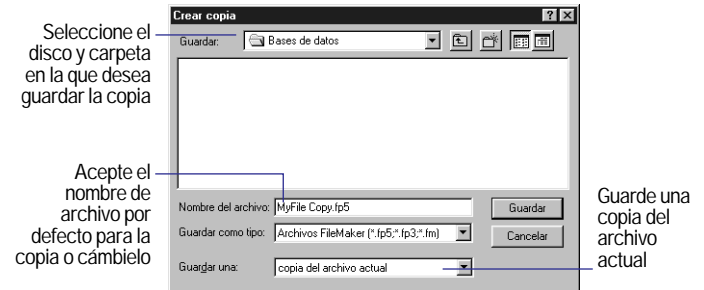 Crear copia
Seleccione el
disco y carpeta
en la que desea
guardar la copia
Guardar:
Bases de datos
Acepte el
nombre de
archivo por
defecto para la
copia o cámbielo
Nombre del archivo: MyFile Copy.fp5
Guardar
Guardar como tipo: Archivos FileMaker (*.fp5;*.fp3;*.fm)
Cancelar
Guardar una: copia del archivo actual
Guarde una
copia del
archivo
actual